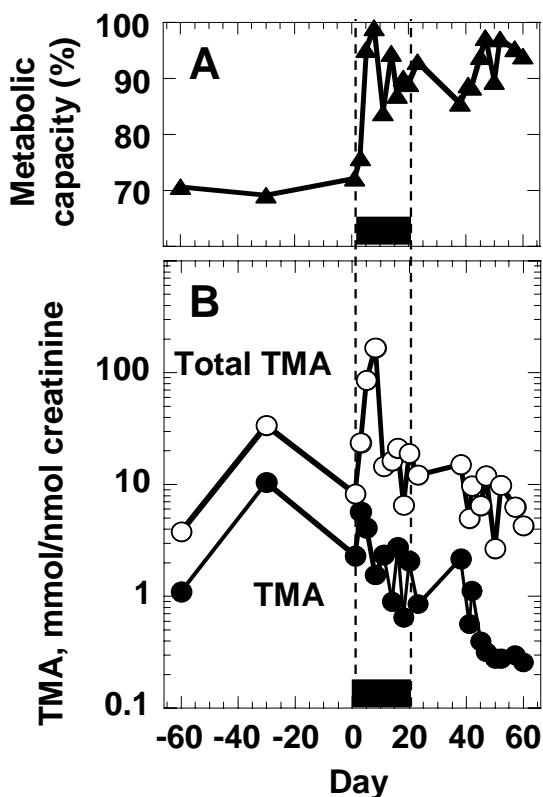 100
A
90
80
70
Metabolic
capacity (%)
B
Total TMA
100
10
1
TMA
0.1
TMA, mmol/nmol creatinine
-60 -40 -20 0 20 40 60
Day